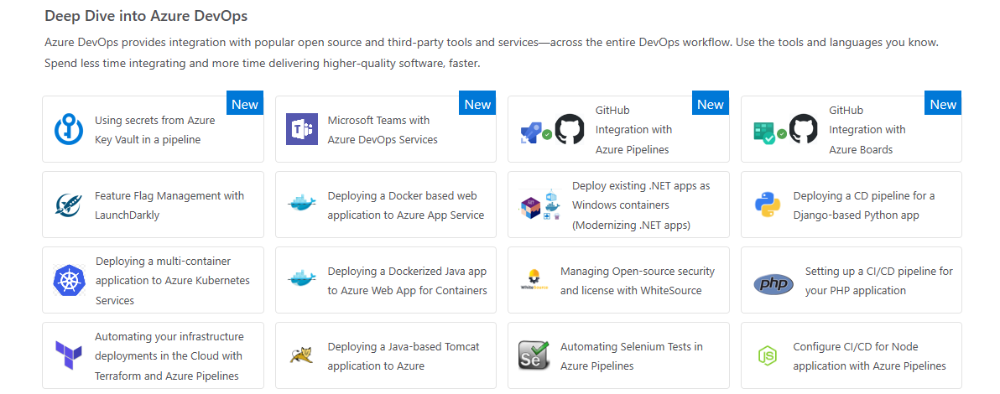 Deep Dive into Azure DevOps
Azure DevOps provides integration with popular open source and third-party tools and services—across the entire DevOps workflow. Use the tools and languages you know.
Spend less time integrating and more time delivering higher-quality software, faster.
New
Using secrets from Azure
Key Vault in a pipeline
New
Microsoft Teams with
Azure DevOps Services
New
GitHub
Integration with
Azure Pipelines
New
GitHub
Integration with
Azure Boards
Feature Flag Management with
LaunchDarkly
Deploying a Docker based web
application to Azure App Service
Deploy existing .NET apps as
Windows containers
(Modernizing .NET apps)
Deploying a CD pipeline for a
Django-based Python app
Deploying a multi-container
application to Azure Kubernetes
Services
Deploying a Dockerized Java app
to Azure Web App for Containers
WhiteSource
Managing Open-source security
and license with WhiteSource
php
Setting up a CI/CD pipeline for
your PHP application
Automating your infrastructure
deployments in the Cloud with
Terraform and Azure Pipelines
Deploying a Java-based Tomcat
application to Azure
Se
Automating Selenium Tests in
Azure Pipelines
JS
Configure CI/CD for Node
application with Azure Pipelines